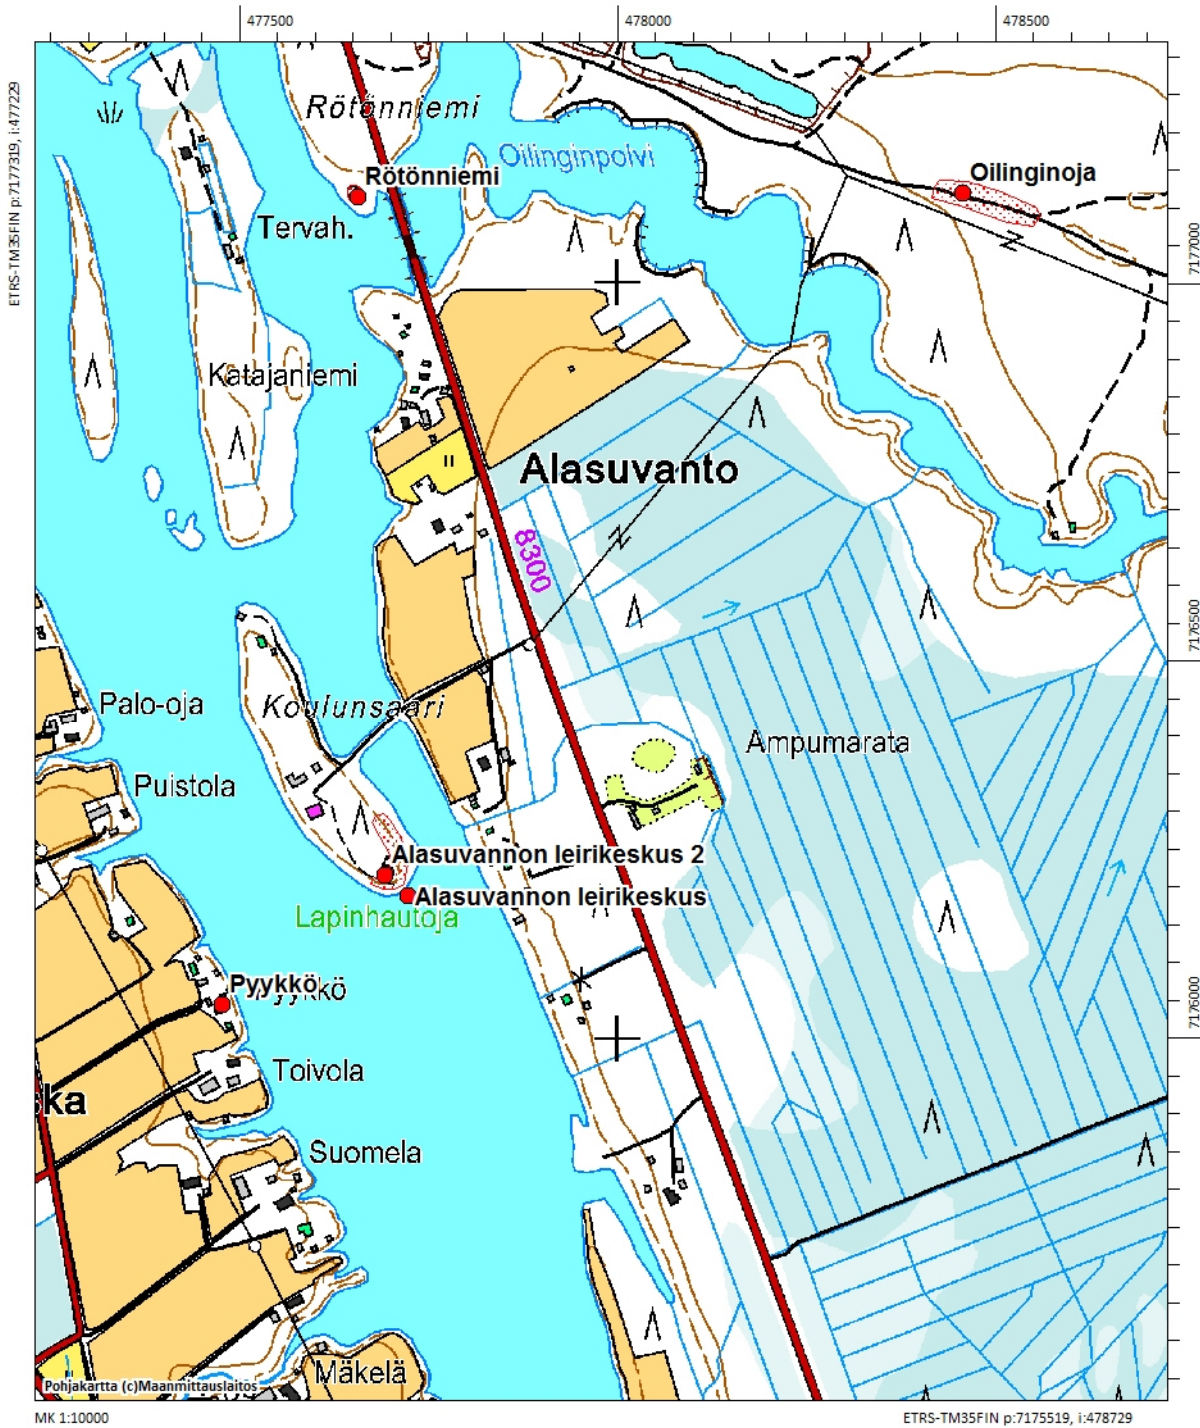 477500
478000
478500
ETRS-TM35FIN p:7177319, i:477229
Rötönniemi
Oilinginpolvi
Rötönniemi
Oilinginoja
Tervah.
7177000
Katajaniemi
Alasuvanto
8300
7176500
Koulunsaari
Palo-oja
Ampumarata
Puistola
Alasuvannon leirikeskus 2
Alasuvannon leirikeskus
Lapinhautoja
Pyykkö
7176000
Toivola
ka
Suomela
Mäkelä
Pohjakartta (c)Maanmittauslaitos
MK 1:10000
ETRS-TM35FIN p:7175519, i:478729